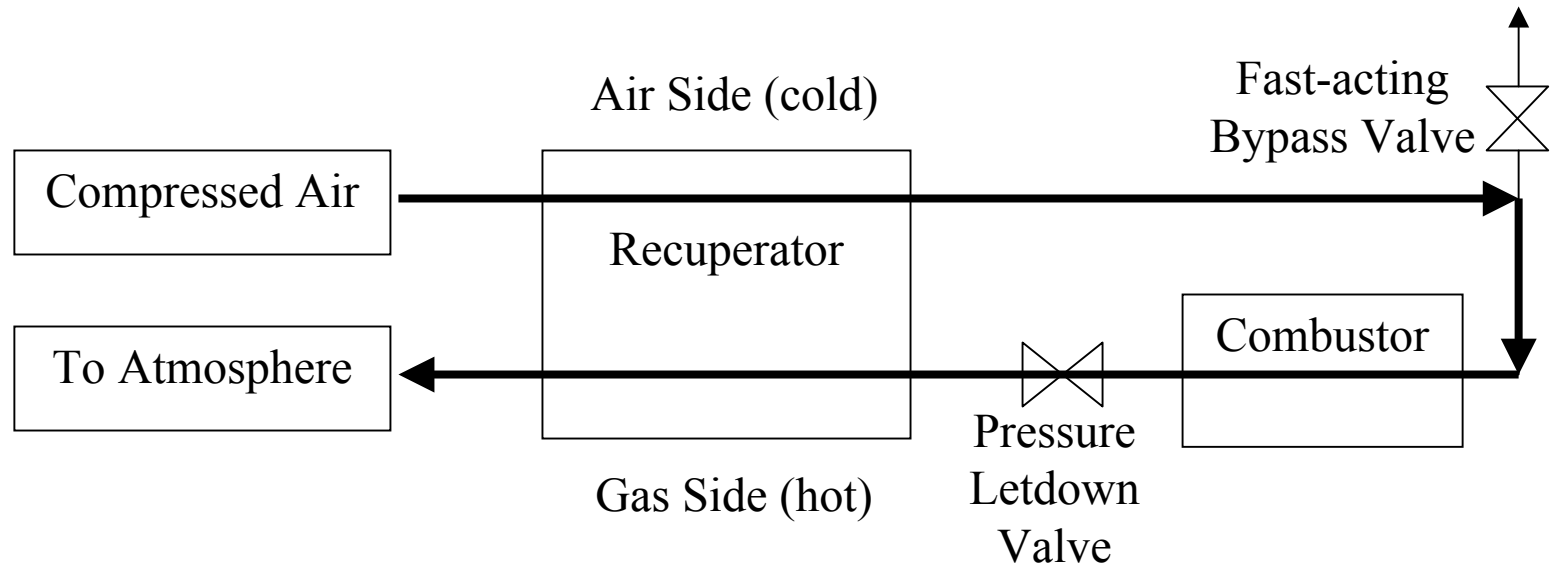 Air Side (cold)
Fast-acting
Bypass Valve
Compressed Air
Recuperator
Combustor
To Atmosphere
Pressure
Letdown
Valve
Gas Side (hot)